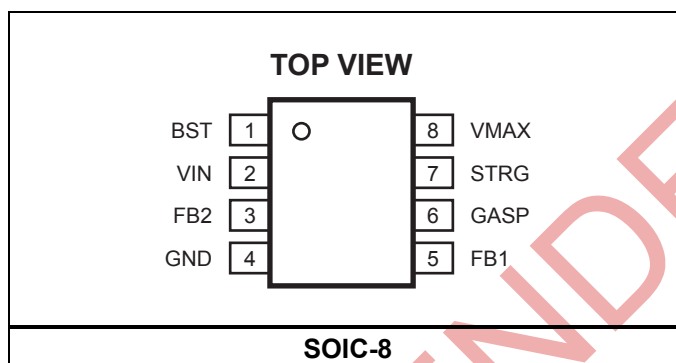 TOP VIEW
BST 1 8 VMAX
VIN 2 7 STRG
FB2 3 6 GASP
GND 4 5 FB1
SOIC-8